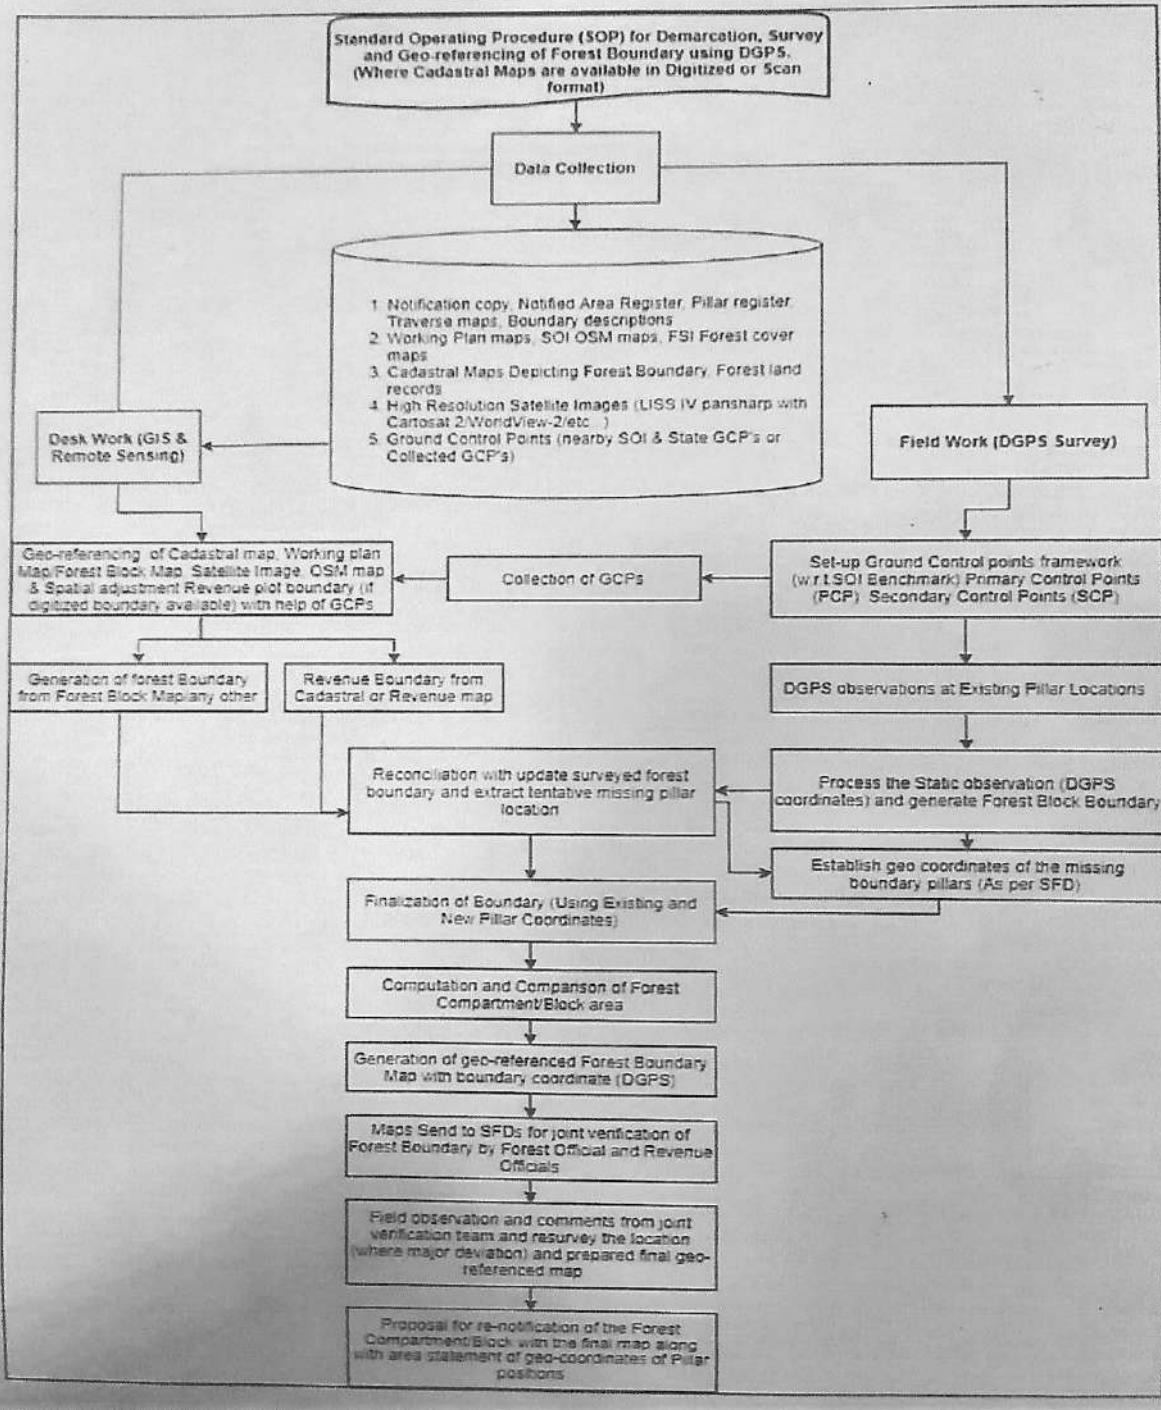 Standard Operating Procedure (SOP) for Demarcation, Survey
and Geo-referencing of Forest Boundary using DGPS.
(Where Cadastral Maps are available in Digitized or Scan
format)
Data Collection
1. Notification copy, Notified Area Register, Pillar register,
Traverse maps, Boundary descriptions
2. Working Plan maps, SOI OSM maps, FSI Forest cover
maps
3. Cadastral Maps Depicting Forest Boundary, Forest land
records
4. High Resolution Satellite Images (LISS IV pansharp with
Cartosat 2/WorldView-2/etc..)
5. Ground Control Points (nearby SOI & State GCP's or
Collected GCP's)
Desk Work (GIS &
Remote Sensing)
Field Work (DGPS Survey)
Geo-referencing of Cadastral map, Working plan
Map/Forest Block Map, Satellite Image, OSM map
& Spatial adjustment Revenue plot boundary (if
digitized boundary available) with help of GCPs
Collection of GCPs
Set-up Ground Control points framework
(w.r.t SOI Benchmark) Primary Control Points
(PCP) Secondary Control Points (SCP)
Generation of forest Boundary
from Forest Block Map/any other
Revenue Boundary from
Cadastral or Revenue map
DGPS observations at Existing Pillar Locations
Reconciliation with update surveyed forest
boundary and extract tentative missing pillar
location
Process the Static observation (DGPS
coordinates) and generate Forest Block Boundary
Establish geo coordinates of the missing
boundary pillars (As per SFD)
Finalization of Boundary (Using Existing and
New Pillar Coordinates)
Computation and Comparison of Forest
Compartment/Block area
Generation of geo-referenced Forest Boundary
Map with boundary coordinate (DGPS)
Maps Send to SFDs for joint verification of
Forest Boundary by Forest Official and Revenue
Officials
Field observation and comments from joint
verification team and resurvey the location
(where major deviation) and prepared final geo-
referenced map
Proposal for re-notification of the Forest
Compartment/Block with the final map along
with area statement of geo-coordinates of Pillar
positions